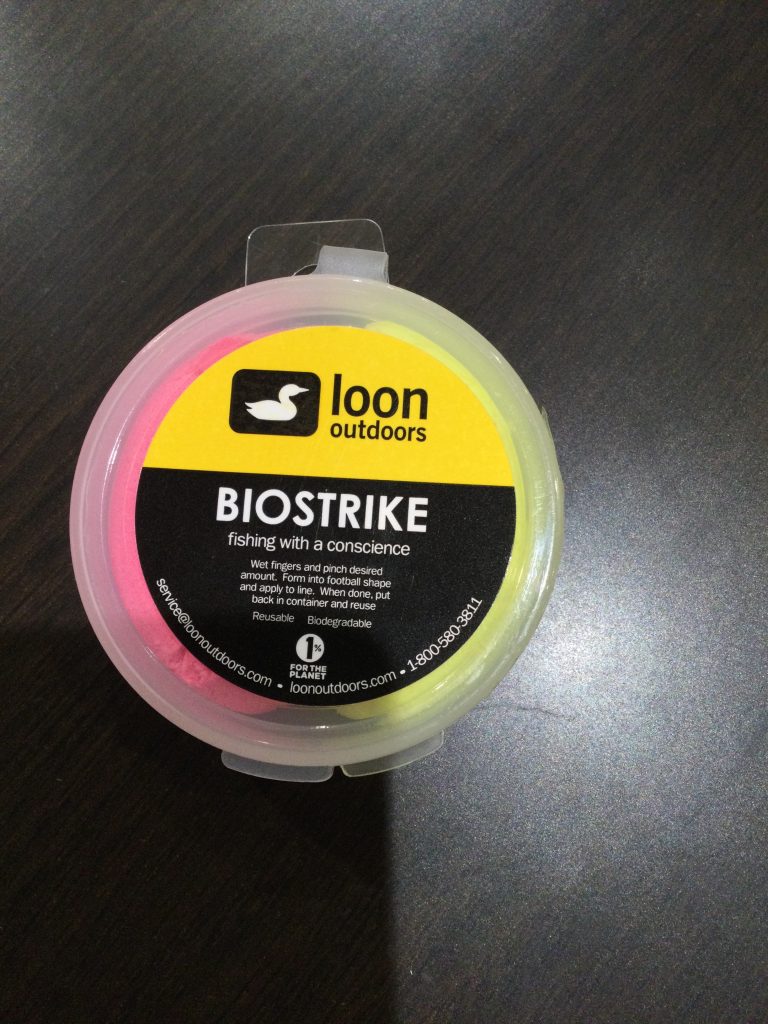 loon
outdoors
BIOSTRIKE
fishing with a conscience
Wet fingers and pinch desired
amount. Form into football shape
and apply to line. When done, put
back in container and reuse
Reusable Biodegradable
1%
FOR THE
PLANET
service@loonoutdoors.com • loonoutdoors.com • 1-800-580-3811